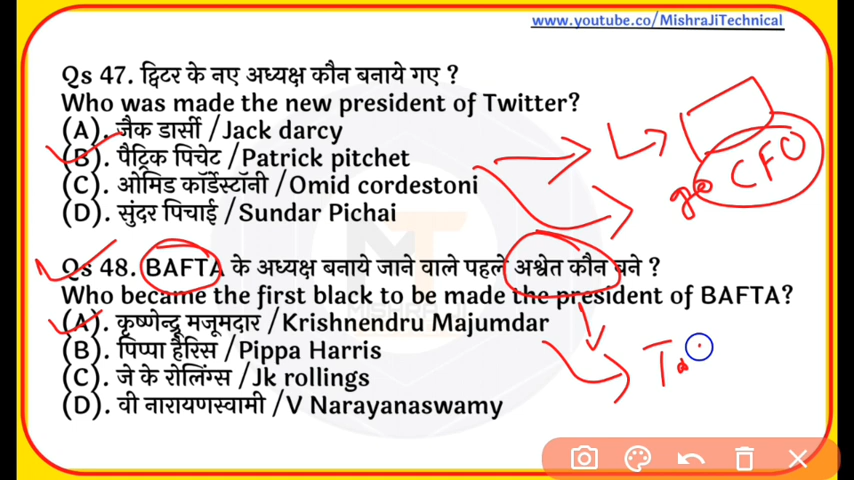 www.youtube.co/MishraJiTechnical
Qs 47. ट्विटर के नए अध्यक्ष कौन बनाये गए ?
Who was made the new president of Twitter?
(A). जैक डार्सी /Jack darcy
(B). पैट्रिक पिचेट /Patrick pitchet
(C). ओमिड कॉर्डेस्टॉनी /Omid cordestoni
(D). सुंदर पिचाई /Sundar Pichai
CFO
Qs 48. BAFTA के अध्यक्ष बनाये जाने वाले पहले अश्वेत कौन बने ?
Who became the first black to be made the president of BAFTA?
(A). कृष्णेन्द्रू मजूमदार /Krishnendru Majumdar
(B). पिप्पा हैरिस /Pippa Harris
(C). जे के रोलिंग्स /Jk rollings
(D). वी नारायणस्वामी /V Narayanaswamy